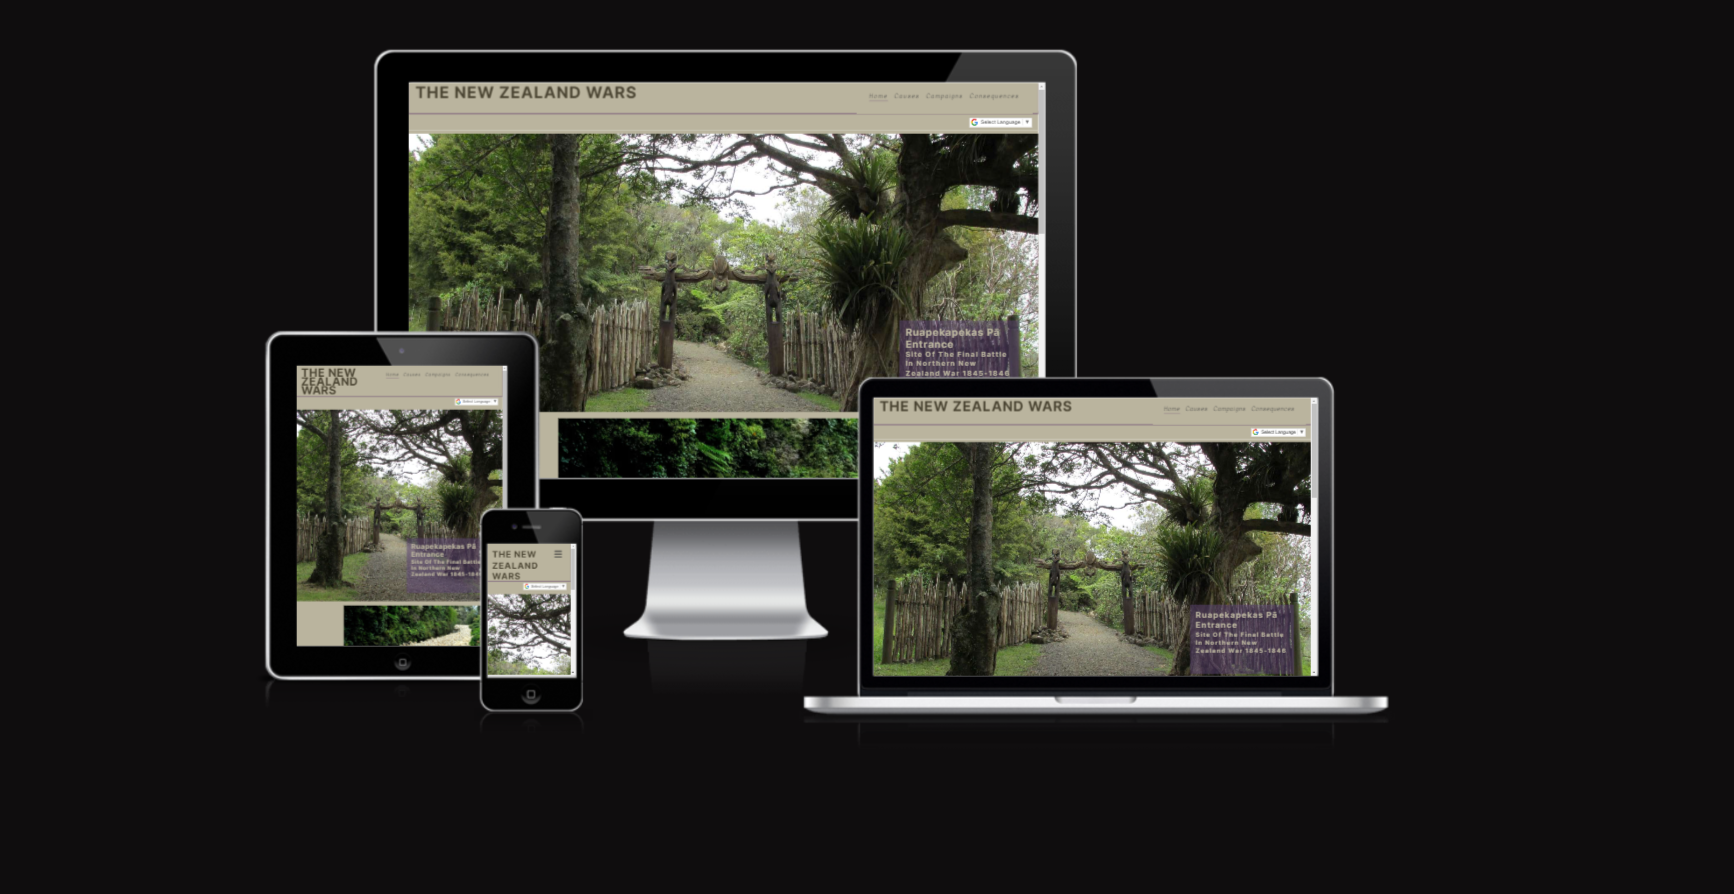 THE NEW ZEALAND WARS
Home Causes Campaigns Consequences
Select Language ▼
Ruapekapekas Pā
Entrance
Site Of The Final Battle
In Northern New
Zealand War 1845-1846
THE NEW
ZEALAND
WARS
Home Causes Campaigns Consequences
Select Language ▼
Ruapekapekas Pā
Entrance
Site Of The Final Battle
In Northern New
Zealand War 1845-184
THE NEW
ZEALAND
WARS
Select Language ▼
THE NEW ZEALAND WARS
Home Causes Campaigns Consequences
Select Language ▼
Ruapekapekas Pā
Entrance
Site Of The Final Battle
In Northern New
Zealand War 1845-1846